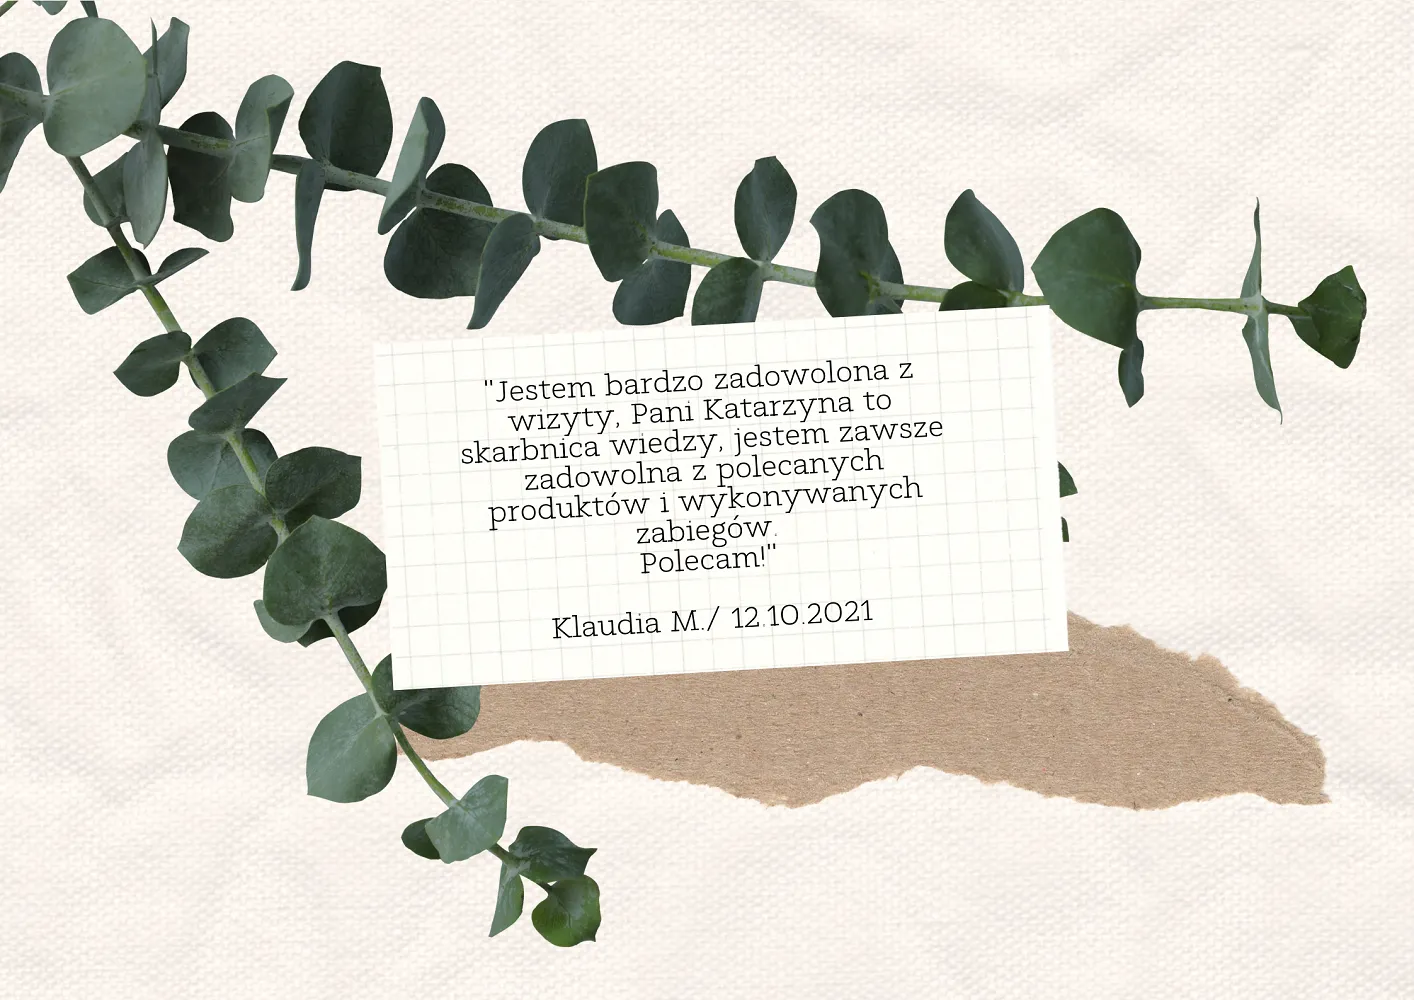 "Jestem bardzo zadowolona z
wizyty, Pani Katarzyna to
skarbnica wiedzy, jestem zawsze
zadowolna z polecanych
produktów i wykonywanych
zabiegów.
Polecam!"
Klaudia M./ 12.10.2021